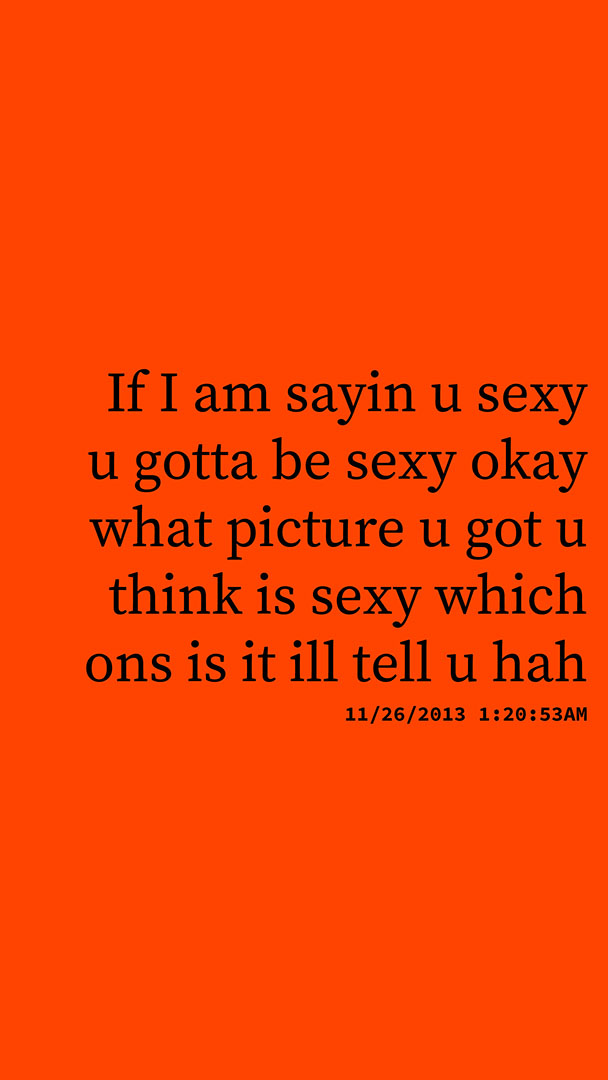 If I am sayin u sexy
u gotta be sexy okay
what picture u got u
think is sexy which
ons is it ill tell u hah
11/26/2013 1:20:53AM